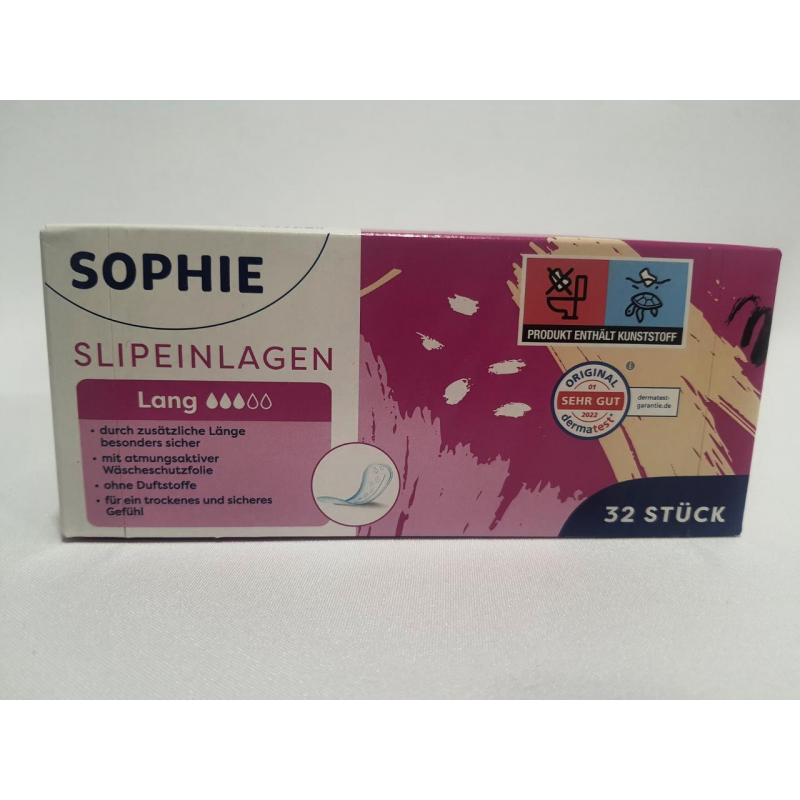 SOPHIE
SLIPEINLAGEN
Lang
• durch zusätzliche Länge
besonders sicher
• mit atmungsaktiver
Wäscheschutzfolie
• ohne Duftstoffe
• für ein trockenes und sicheres
Gefühl
PRODUKT ENTHÄLT KUNSTSTOFF
ORIGINAL
01
SEHR GUT
2022
dermatest®
dermatest-
garantie.de
32 STÜCK